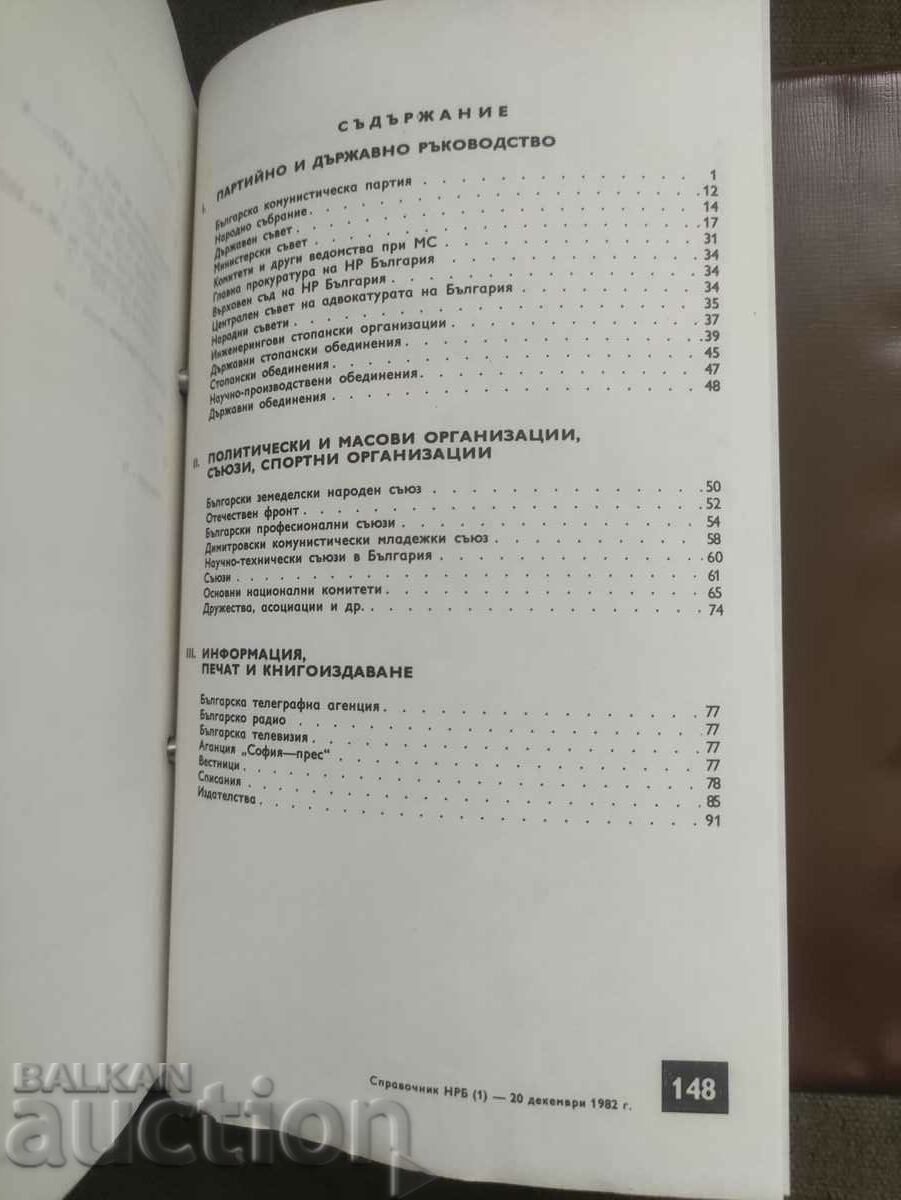 СЪДЪРЖАНИЕ
I. ПАРТИЙНО И ДЪРЖАВНО РЪКОВОДСТВО
Българска комунистическа партия . . . . . . . . . . 1
Народно събрание . . . . . . . . . . 12
Държавен съвет . . . . . . . . . . 14
Министерски съвет . . . . . . . . . . 17
Комитети и други ведомства при МС . . . . . . . . . . 31
Главна прокуратура на НР България . . . . . . . . . . 34
Върховен съд на НР България . . . . . . . . . . 34
Централен съвет на адвокатурата на България . . . . . . . . . . 34
Народни съвети . . . . . . . . . . 35
Инженерингови стопански организации . . . . . . . . . . 37
Държавни стопански обединения . . . . . . . . . . 39
Стопански обединения . . . . . . . . . . 45
Научно-производствени обединения . . . . . . . . . . 47
Държавни обединения . . . . . . . . . . 48
II. ПОЛИТИЧЕСКИ И МАСОВИ ОРГАНИЗАЦИИ,
СЪЮЗИ, СПОРТНИ ОРГАНИЗАЦИИ
Български земеделски народен съюз . . . . . . . . . . 50
Отечествен фронт . . . . . . . . . . 52
Български професионални съюзи . . . . . . . . . . 54
Димитровски комунистически младежки съюз . . . . . . . . . . 58
Научно-технически съюзи в България . . . . . . . . . . 60
Съюзи . . . . . . . . . . 61
Основни национални комитети . . . . . . . . . . 65
Дружества, асоциации и др. . . . . . . . . . . 74
III. ИНФОРМАЦИЯ,
ПЕЧАТ И КНИГОИЗДАВАНЕ
Българска телеграфна агенция . . . . . . . . . . 77
Българско радио . . . . . . . . . . 77
Българска телевизия . . . . . . . . . . 77
Аганция „София—прес“ . . . . . . . . . . 77
Вестници . . . . . . . . . . 78
Списания . . . . . . . . . . 85
Издателства . . . . . . . . . . 91
Справочник НРБ (1) — 20 декември 1982 г.
148
BALKAN
auction